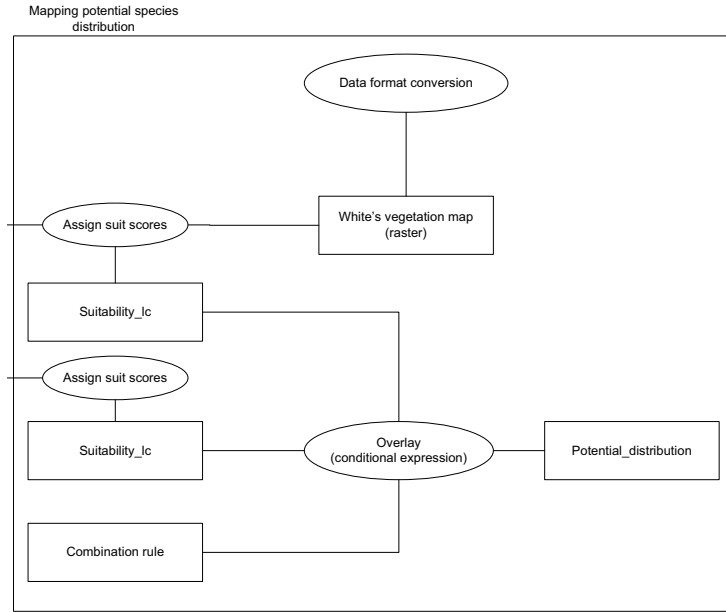 Mapping potential species
distribution
Data format conversion
Assign suit scores
White's vegetation map
(raster)
Suitability_lc
Assign suit scores
Suitability_lc
Overlay
(conditional expression)
Potential_distribution
Combination rule